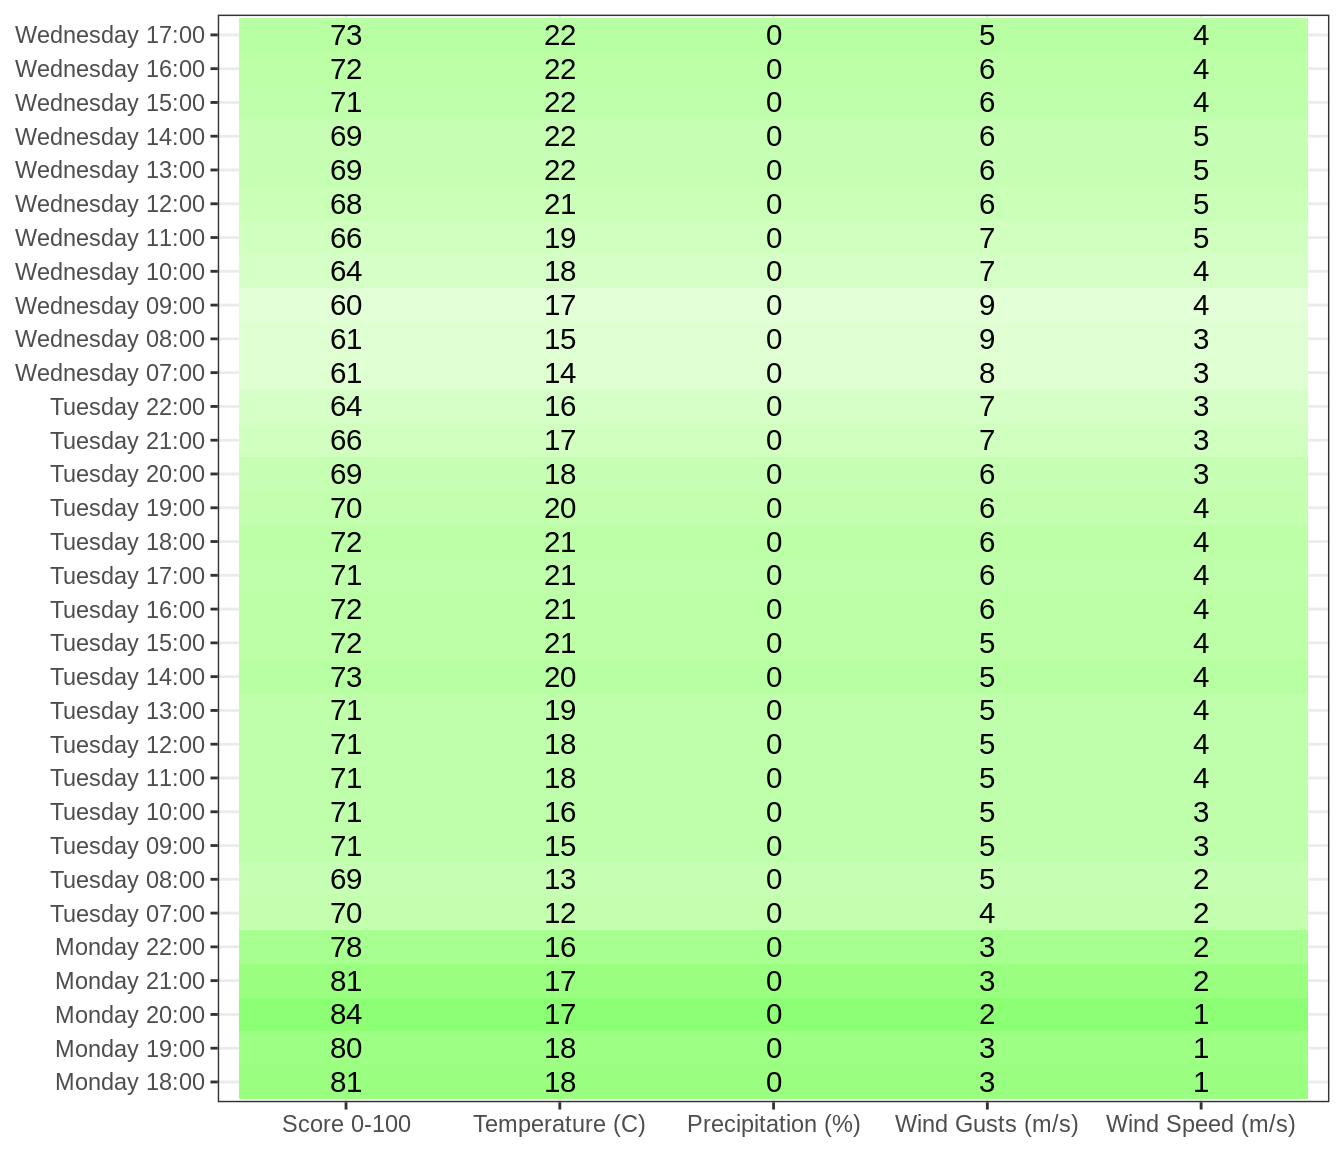 Wednesday 17:00 73 22 0 5 4
Wednesday 16:00 72 22 0 6 4
Wednesday 15:00 71 22 0 6 4
Wednesday 14:00 69 22 0 6 5
Wednesday 13:00 69 22 0 6 5
Wednesday 12:00 68 21 0 6 5
Wednesday 11:00 66 19 0 7 5
Wednesday 10:00 64 18 0 7 4
Wednesday 09:00 60 17 0 9 4
Wednesday 08:00 61 15 0 9 3
Wednesday 07:00 61 14 0 8 3
Tuesday 22:00 64 16 0 7 3
Tuesday 21:00 66 17 0 7 3
Tuesday 20:00 69 18 0 6 3
Tuesday 19:00 70 20 0 6 4
Tuesday 18:00 72 21 0 6 4
Tuesday 17:00 71 21 0 6 4
Tuesday 16:00 72 21 0 6 4
Tuesday 15:00 72 21 0 5 4
Tuesday 14:00 73 20 0 5 4
Tuesday 13:00 71 19 0 5 4
Tuesday 12:00 71 18 0 5 4
Tuesday 11:00 71 18 0 5 4
Tuesday 10:00 71 16 0 5 3
Tuesday 09:00 71 15 0 5 3
Tuesday 08:00 69 13 0 5 2
Tuesday 07:00 70 12 0 4 2
Monday 22:00 78 16 0 3 2
Monday 21:00 81 17 0 3 2
Monday 20:00 84 17 0 2 1
Monday 19:00 80 18 0 3 1
Monday 18:00 81 18 0 3 1
Score 0-100 Temperature (C) Precipitation (%) Wind Gusts (m/s) Wind Speed (m/s)